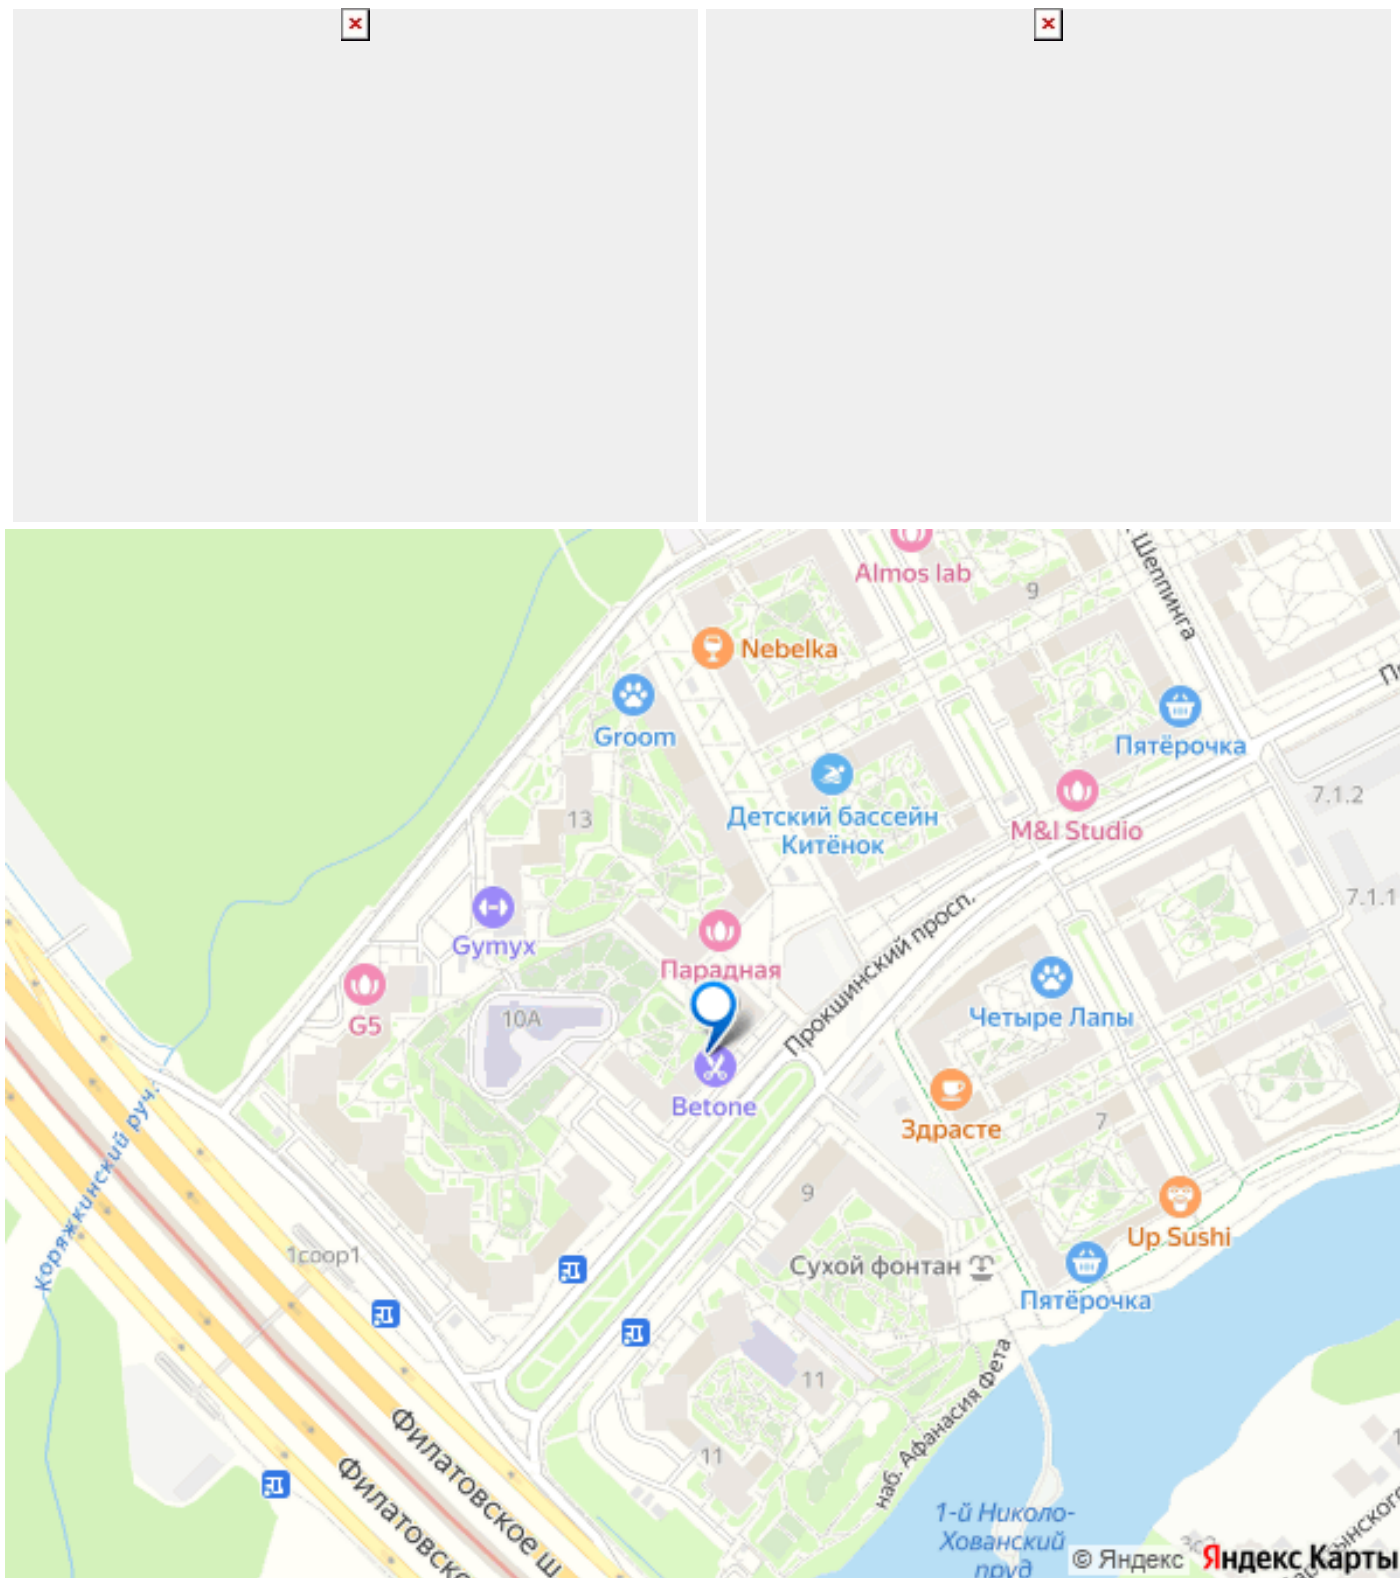 Almos lab
9
Шеппинга
Nebelka
Groom
Пятёрочка
Детский бассейн
Китёнок
M&I Studio
7.1.2
13
7.1.1
Gymyx
Прокшинский просп.
Парадная
G5
10А
Четыре Лапы
Betone
Здрасте
7
Коряжкинский руч.
9
Up Sushi
1соор1
Сухой фонтан
Пятёрочка
11
11
наб. Афанасия Фета
Филатовское ш.
1-й Николо-
Хованский
пруд
© Яндекс
Яндекс Карты